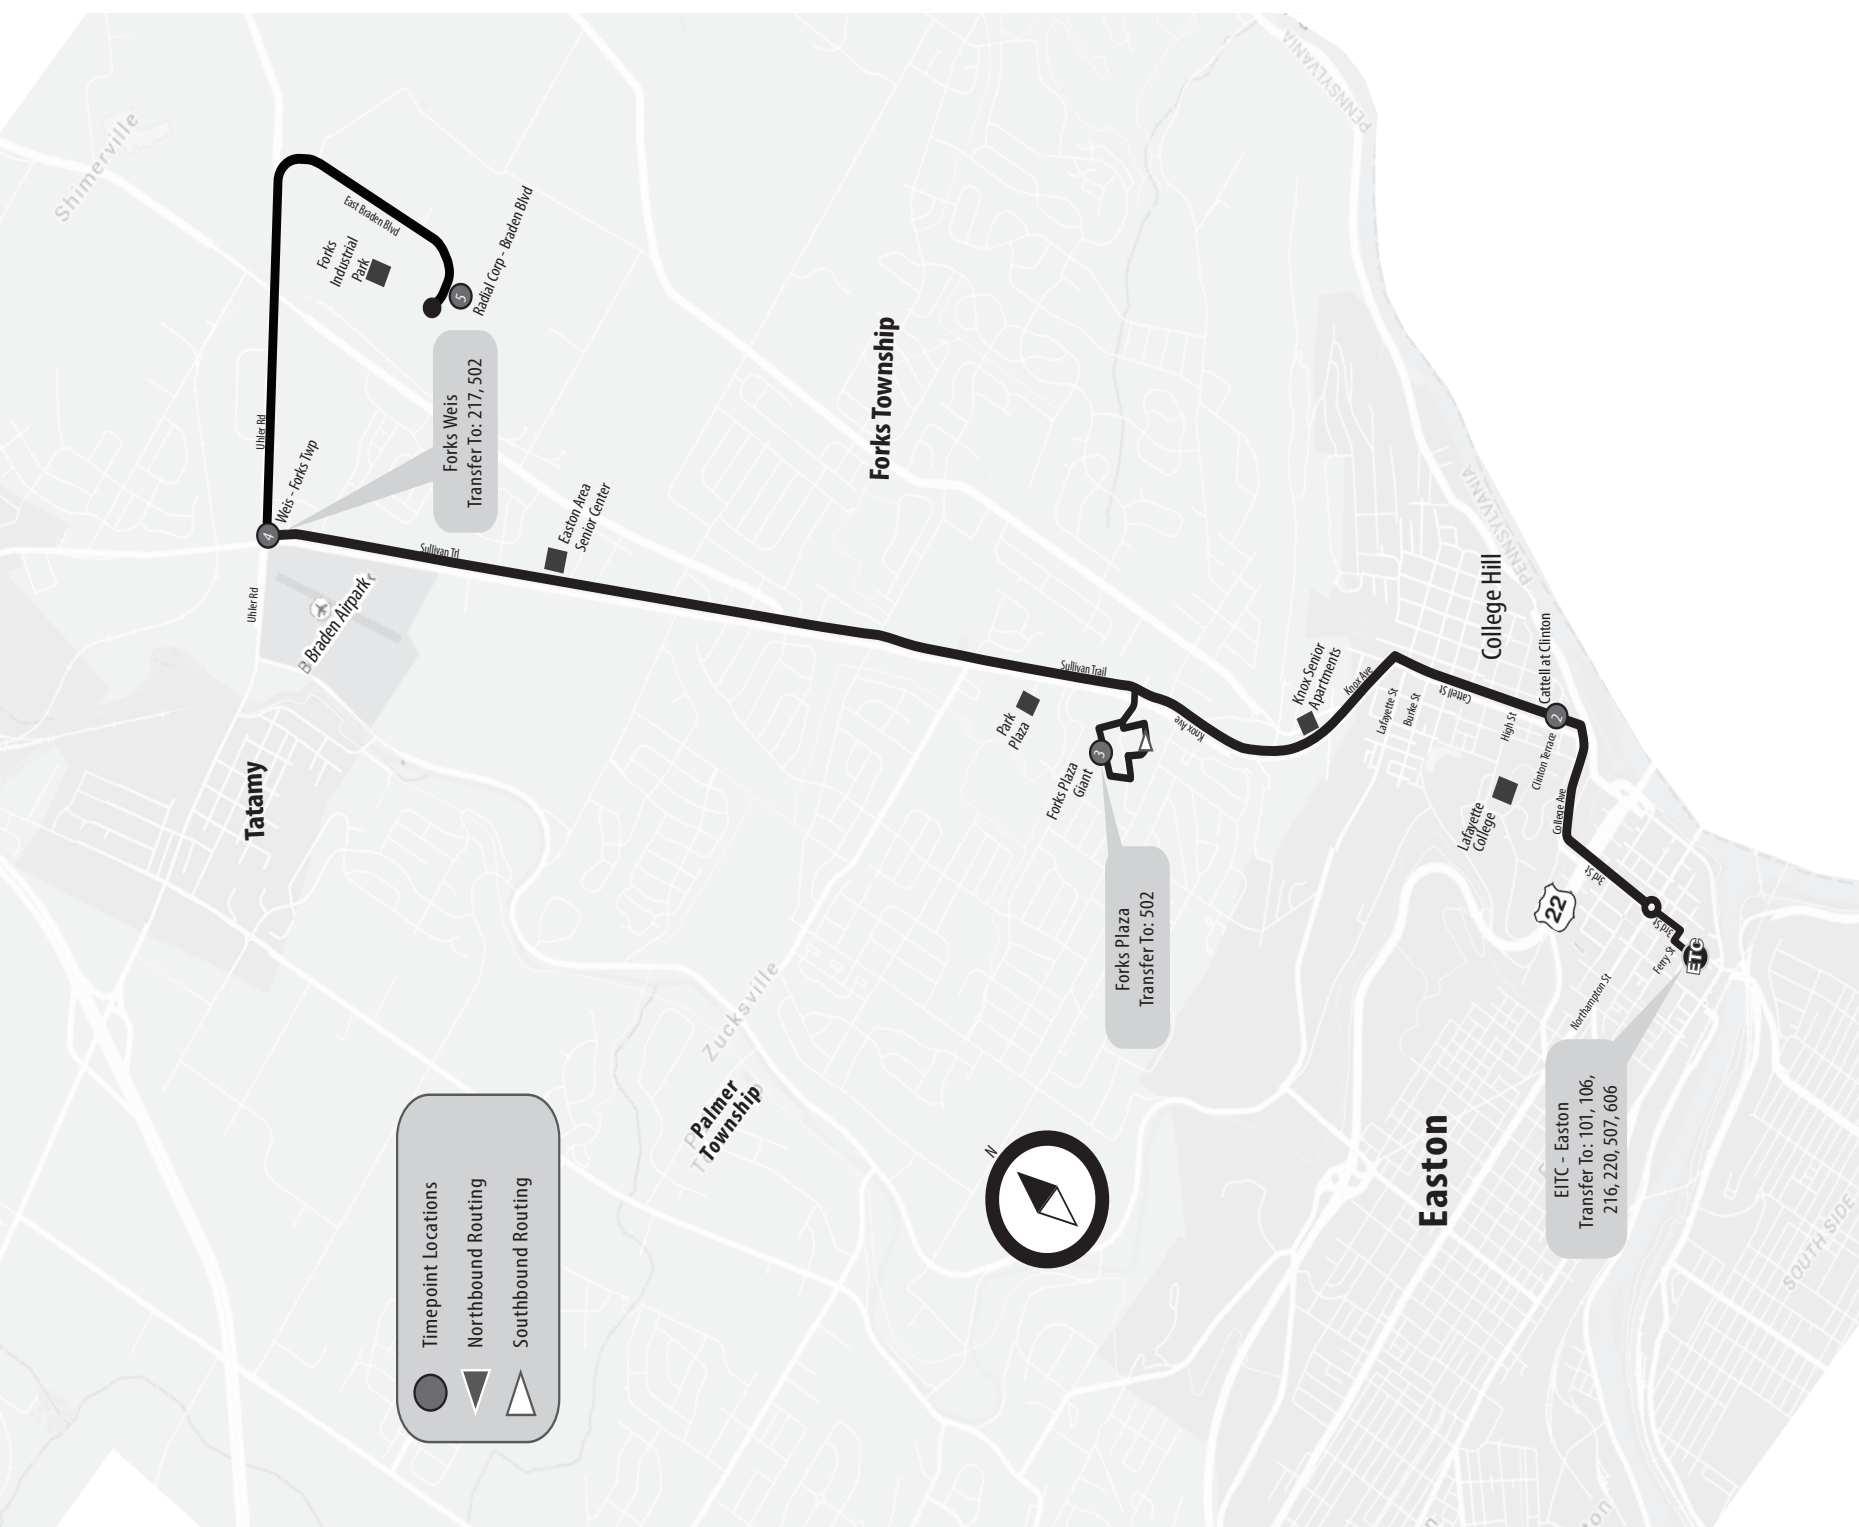 Shimerville
PENNSYLVANIA
East Braden Blvd
Forks
Industrial
Park
5
Radial Corp - Braden Blvd
Uhler Rd
Weis - Forks Twp
4
Forks Weis
Transfer To: 217, 502
Sullivan Trl
Easton Area
Senior Center
Forks Township
Uhler Rd
Braden Airpark
Tatamy
Sullivan Trail
Park
Plaza
3
Forks Plaza
Giant
Knox Ave
Knox Senior
Apartments
Knox Ave
Lafayette St
Burke St
Cattell St
College Hill
PENNSYLVANIA
High St
Cattell at Clinton
2
Clinton Terrace
Lafayette
College
College Ave
22
3rd St
3rd St
Ferry St
ETC
Northampton St
Forks Plaza
Transfer To: 502
Zucksville
Palmer
Township
N
Easton
EITC - Easton
Transfer To: 101, 106,
216, 220, 507, 606
SOUTH SIDE
Timepoint Locations
Northbound Routing
Southbound Routing